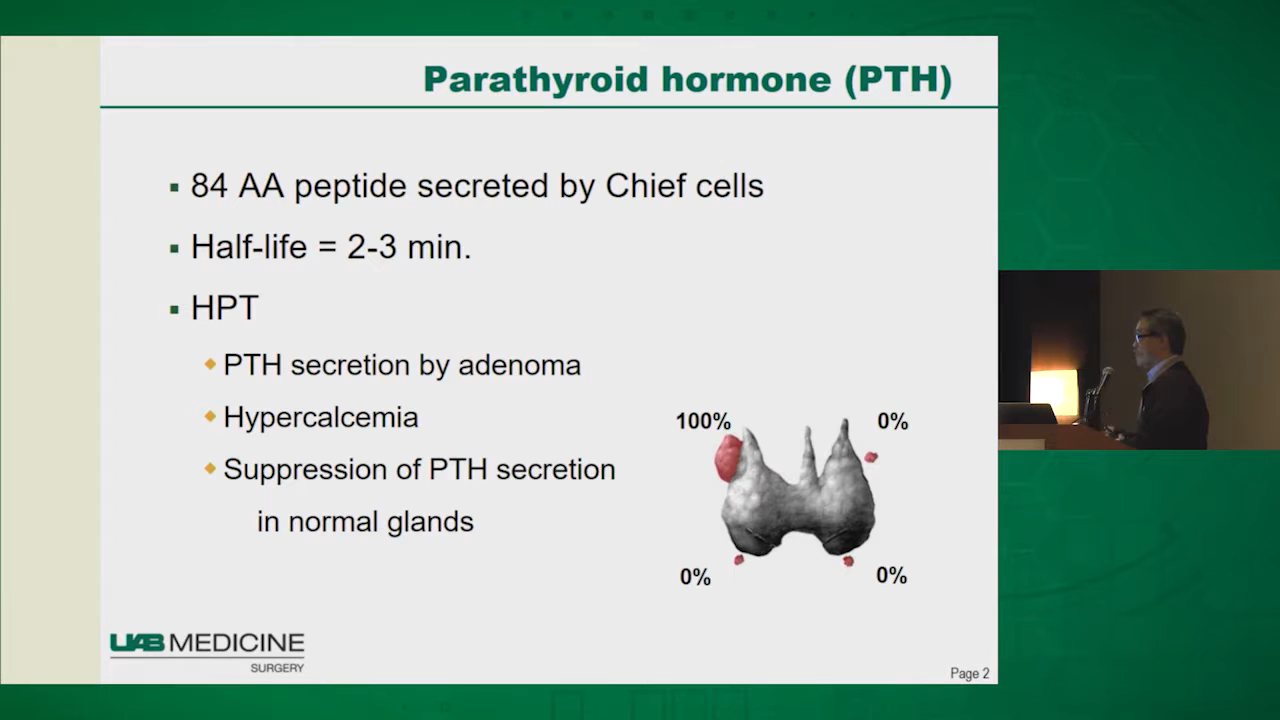 Parathyroid hormone (PTH)
▪ 84 AA peptide secreted by Chief cells
▪ Half-life = 2-3 min.
▪ HPT
◆ PTH secretion by adenoma
◆ Hypercalcemia
◆ Suppression of PTH secretion
in normal glands
100% 0%
0% 0%
UAB MEDICINE
SURGERY
Page 2